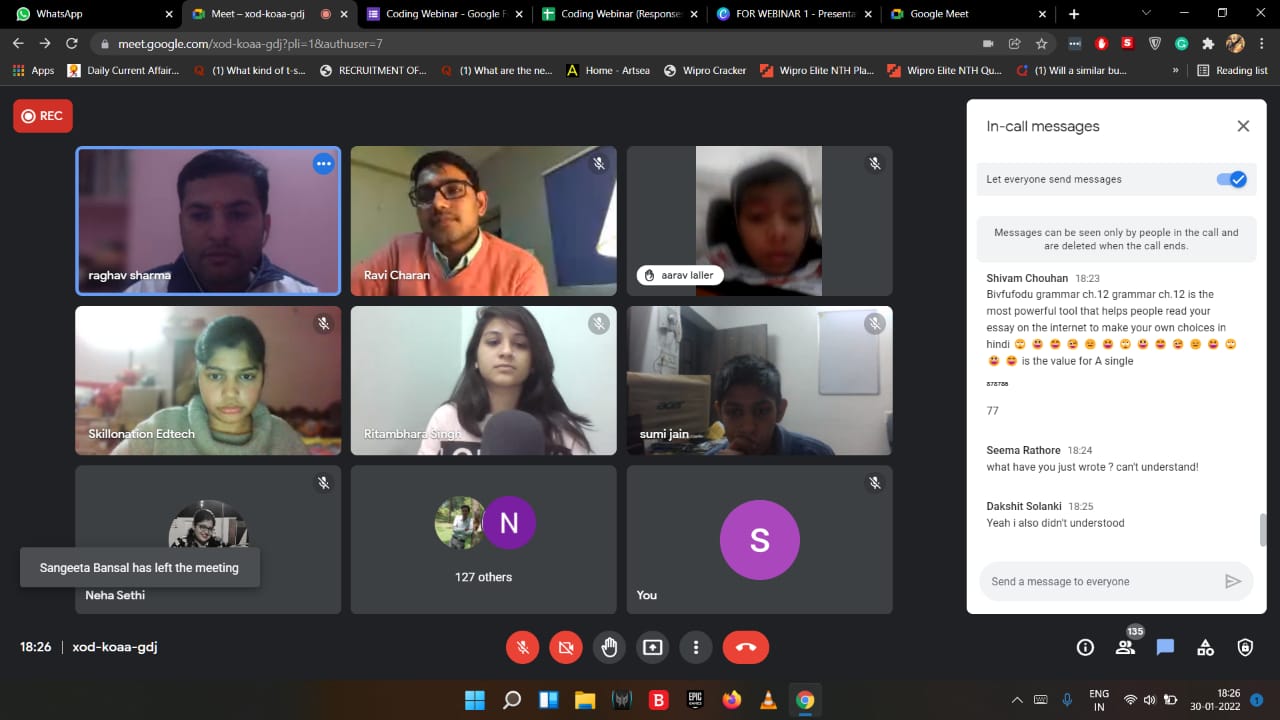 WhatsApp
Meet – xod-koaa-gdj
Coding Webinar - Google F
Coding Webinar (Response
FOR WEBINAR 1 - Presenta
Google Meet
meet.google.com/xod-koaa-gdj?pli=1&authuser=7
Apps
Daily Current Affair...
(1) What kind of t-s...
RECRUITMENT OF...
(1) What are the ne...
Home - Artsea
Wipro Cracker
Wipro Elite NTH Pla...
Wipro Elite NTH Qu...
(1) Will a similar bu...
»
Reading list
REC
raghav sharma
Ravi Charan
aarav laller
Skillonation Edtech
Ritambhara Singh
sumi jain
acer
Sangeeta Bansal has left the meeting
Neha Sethi
N
127 others
S
You
In-call messages
Let everyone send messages
Messages can be seen only by people in the call and
are deleted when the call ends.
Shivam Chouhan 18:23
Bivfufodu grammar ch.12 grammar ch.12 is the
most powerful tool that helps people read your
essay on the internet to make your own choices in
hindi 🙄 😃 😄 😋 😊 😄 🙄 😃 😄 😋 😊 😄 🙄
😃 😄 is the value for A single
77
Seema Rathore 18:24
what have you just wrote ? can't understand!
Dakshit Solanki 18:25
Yeah i also didn't understood
Send a message to everyone
18:26 | xod-koaa-gdj
135
B
EPIC
GAMES
ENG
IN
18:26
30-01-2022
1